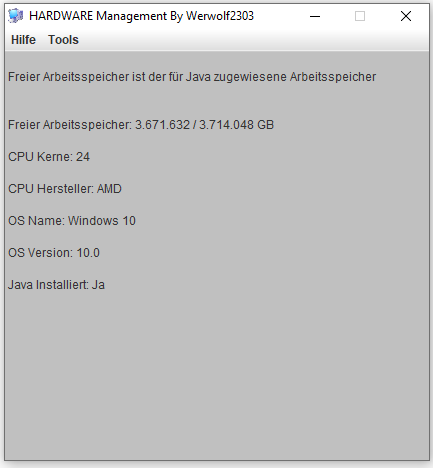 HARDWARE Management By Werwolf2303
Hilfe Tools
Freier Arbeitsspeicher ist der für Java zugewiesene Arbeitsspeicher
Freier Arbeitsspeicher: 3.671.632 / 3.714.048 GB
CPU Kerne: 24
CPU Hersteller: AMD
OS Name: Windows 10
OS Version: 10.0
Java Installiert: Ja